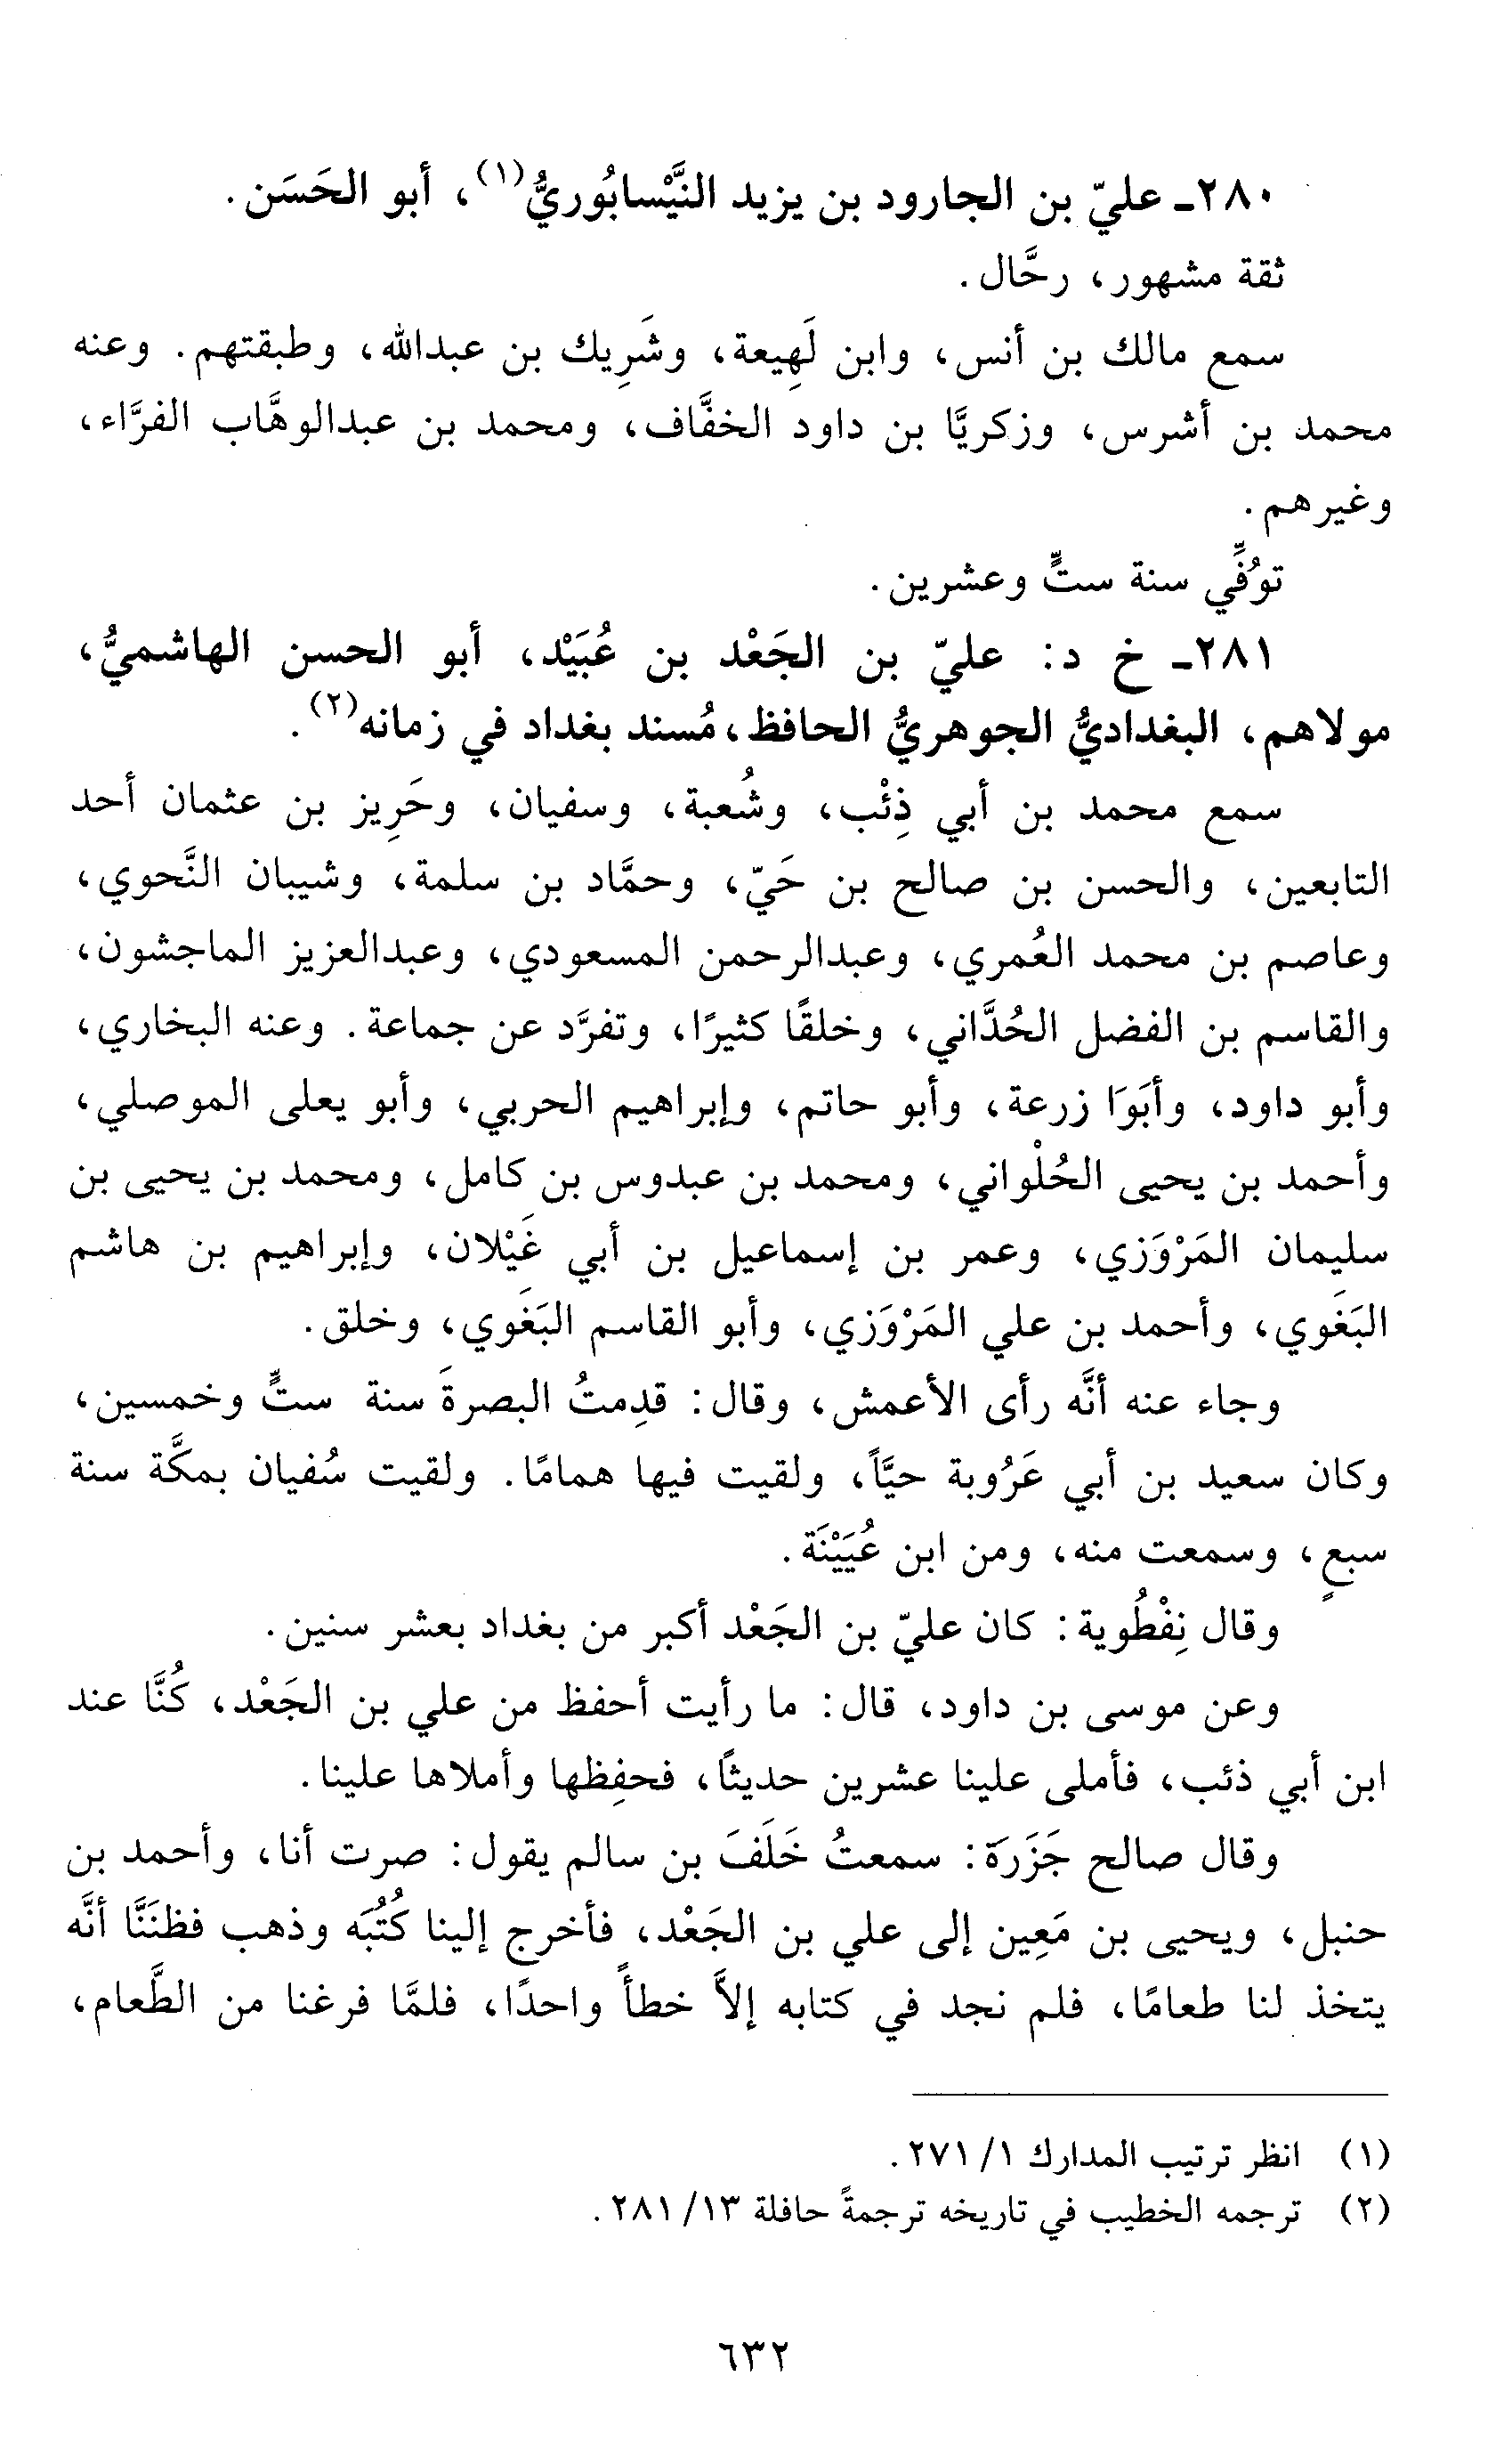 ٢٨٠ـ عليّ بن الجارود بن يزيد النَّيْسابُوريُّ(١)، أبو الحَسَن.
ثقة مشهور، رحَّال.
سمع مالك بن أنس، وابن لَهِيعة، وشَرِيك بن عبدالله، وطبقتهم. وعنه
محمد بن أشرس، وزكريَّا بن داود الخفَّاف، ومحمد بن عبدالوهَّاب الفرَّاء،
وغيرهم.
توُفِّي سنة ستٍّ وعشرين.
٢٨١ـ خ د: عليّ بن الجَعْد بن عُبَيْد، أبو الحسن الهاشميُّ،
مولاهم، البغداديُّ الجوهريُّ الحافظ، مُسند بغداد في زمانه(٢).
سمع محمد بن أبي ذِئْب، وشُعبة، وسفيان، وحَرِيز بن عثمان أحد
التابعين، والحسن بن صالح بن حَيّ، وحمَّاد بن سلمة، وشيبان النَّحوي،
وعاصم بن محمد العُمري، وعبدالرحمن المسعودي، وعبدالعزيز الماجشون،
والقاسم بن الفضل الحُدَّاني، وخلقًا كثيرًا، وتفرَّد عن جماعة. وعنه البخاري،
وأبو داود، وأبَوَا زرعة، وأبو حاتم، وإبراهيم الحربي، وأبو يعلى الموصلي،
وأحمد بن يحيى الحُلْواني، ومحمد بن عبدوس بن كامل، ومحمد بن يحيى بن
سليمان المَرْوَزي، وعمر بن إسماعيل بن أبي غَيْلان، وإبراهيم بن هاشم
البَغَوي، وأحمد بن علي المَرْوَزي، وأبو القاسم البَغَوي، وخلق.
وجاء عنه أنَّه رأى الأعمش، وقال: قدِمتُ البصرةَ سنة ستٍّ وخمسين،
وكان سعيد بن أبي عَرُوبة حيَّاً، ولقيت فيها همامًا. ولقيت سُفيان بمكَّة سنة
سبعٍ، وسمعت منه، ومن ابن عُيَيْنَة.
وقال نِفْطُوية: كان عليّ بن الجَعْد أكبر من بغداد بعشر سنين.
وعن موسى بن داود، قال: ما رأيت أحفظ من علي بن الجَعْد، كُنَّا عند
ابن أبي ذئب، فأملى علينا عشرين حديثًا، فحفِظها وأملاها علينا.
وقال صالح جَزَرَة: سمعتُ خَلَفَ بن سالم يقول: صرت أنا، وأحمد بن
حنبل، ويحيى بن مَعِين إلى علي بن الجَعْد، فأخرج إلينا كُتُبَه وذهب فظنَنَّا أنَّه
يتخذ لنا طعامًا، فلم نجد في كتابه إلاَّ خطأً واحدًا، فلمَّا فرغنا من الطَّعام،
(١) انظر ترتيب المدارك ١/ ٢٧١.
(٢) ترجمه الخطيب في تاريخه ترجمةً حافلة ١٣/ ٢٨١.
٦٣٢